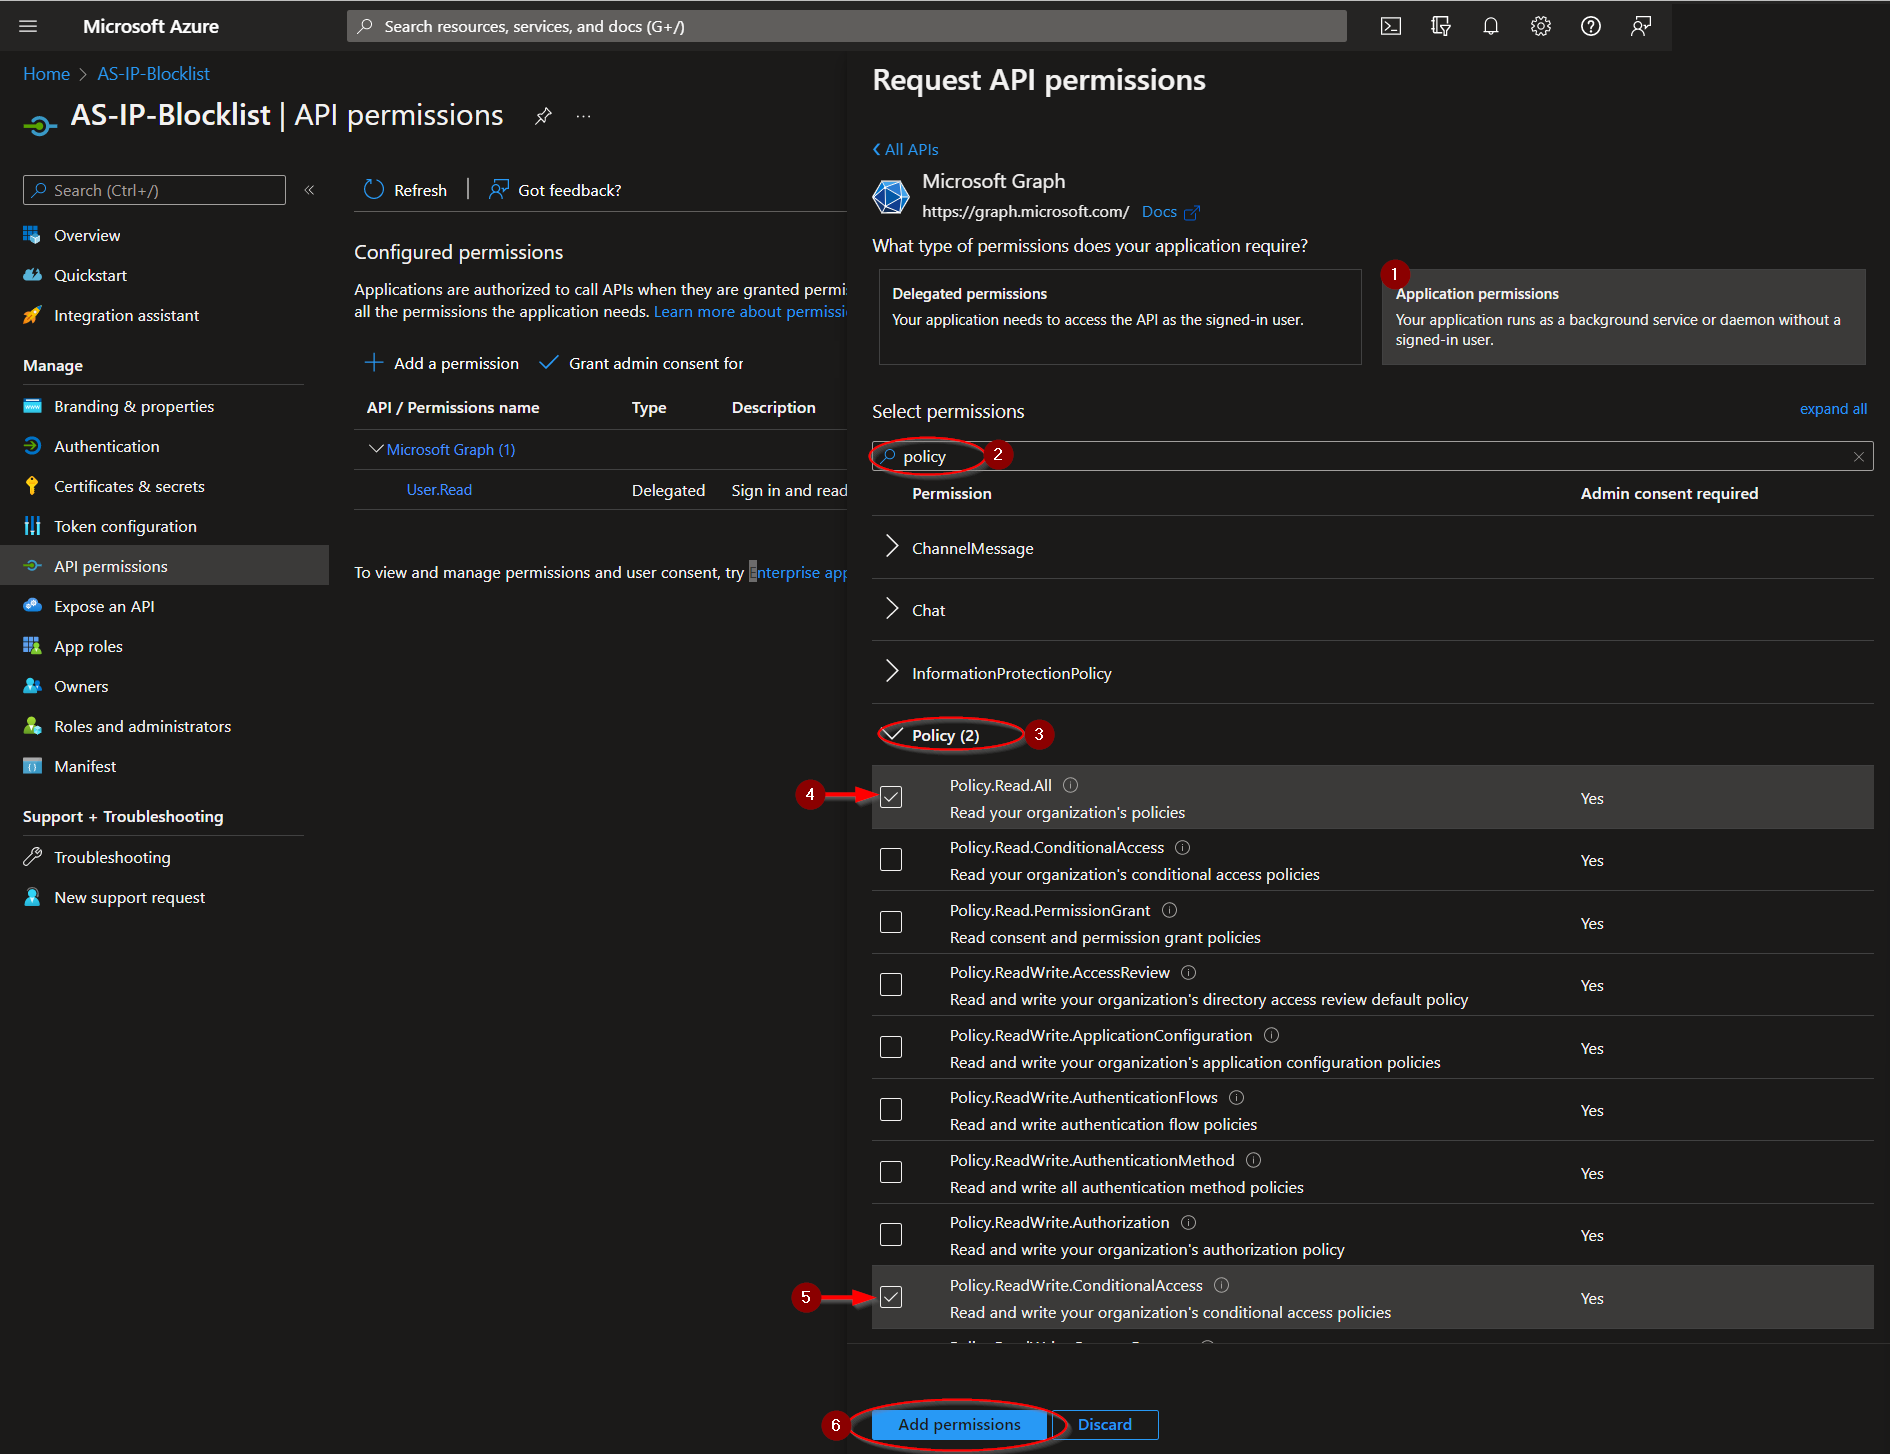 Microsoft Azure
Search resources, services, and docs (G+/)
Home > AS-IP-Blocklist
AS-IP-Blocklist | API permissions
...
Search (Ctrl+/)
«
Overview
Quickstart
Integration assistant
Manage
Branding & properties
Authentication
Certificates & secrets
Token configuration
API permissions
Expose an API
App roles
Owners
Roles and administrators
Manifest
Support + Troubleshooting
Troubleshooting
New support request
Refresh | Got feedback?
Configured permissions
Applications are authorized to call APIs when they are granted permi
all the permissions the application needs. Learn more about permissi
Add a permission Grant admin consent for
API / Permissions name Type Description
Microsoft Graph (1)
User.Read Delegated Sign in and read
To view and manage permissions and user consent, try Enterprise app
Request API permissions
All APIs
Microsoft Graph
https://graph.microsoft.com/ Docs
What type of permissions does your application require?
Delegated permissions
Your application needs to access the API as the signed-in user.
1
Application permissions
Your application runs as a background service or daemon without a
signed-in user.
Select permissions expand all
policy 2
Permission Admin consent required
ChannelMessage
Chat
InformationProtectionPolicy
Policy (2) 3
4
Policy.Read.All
Read your organization's policies
Yes
Policy.Read.ConditionalAccess
Read your organization's conditional access policies
Yes
Policy.Read.PermissionGrant
Read consent and permission grant policies
Yes
Policy.ReadWrite.AccessReview
Read and write your organization's directory access review default policy
Yes
Policy.ReadWrite.ApplicationConfiguration
Read and write your organization's application configuration policies
Yes
Policy.ReadWrite.AuthenticationFlows
Read and write authentication flow policies
Yes
Policy.ReadWrite.AuthenticationMethod
Read and write all authentication method policies
Yes
Policy.ReadWrite.Authorization
Read and write your organization's authorization policy
Yes
5
Policy.ReadWrite.ConditionalAccess
Read and write your organization's conditional access policies
Yes
6 Add permissions Discard